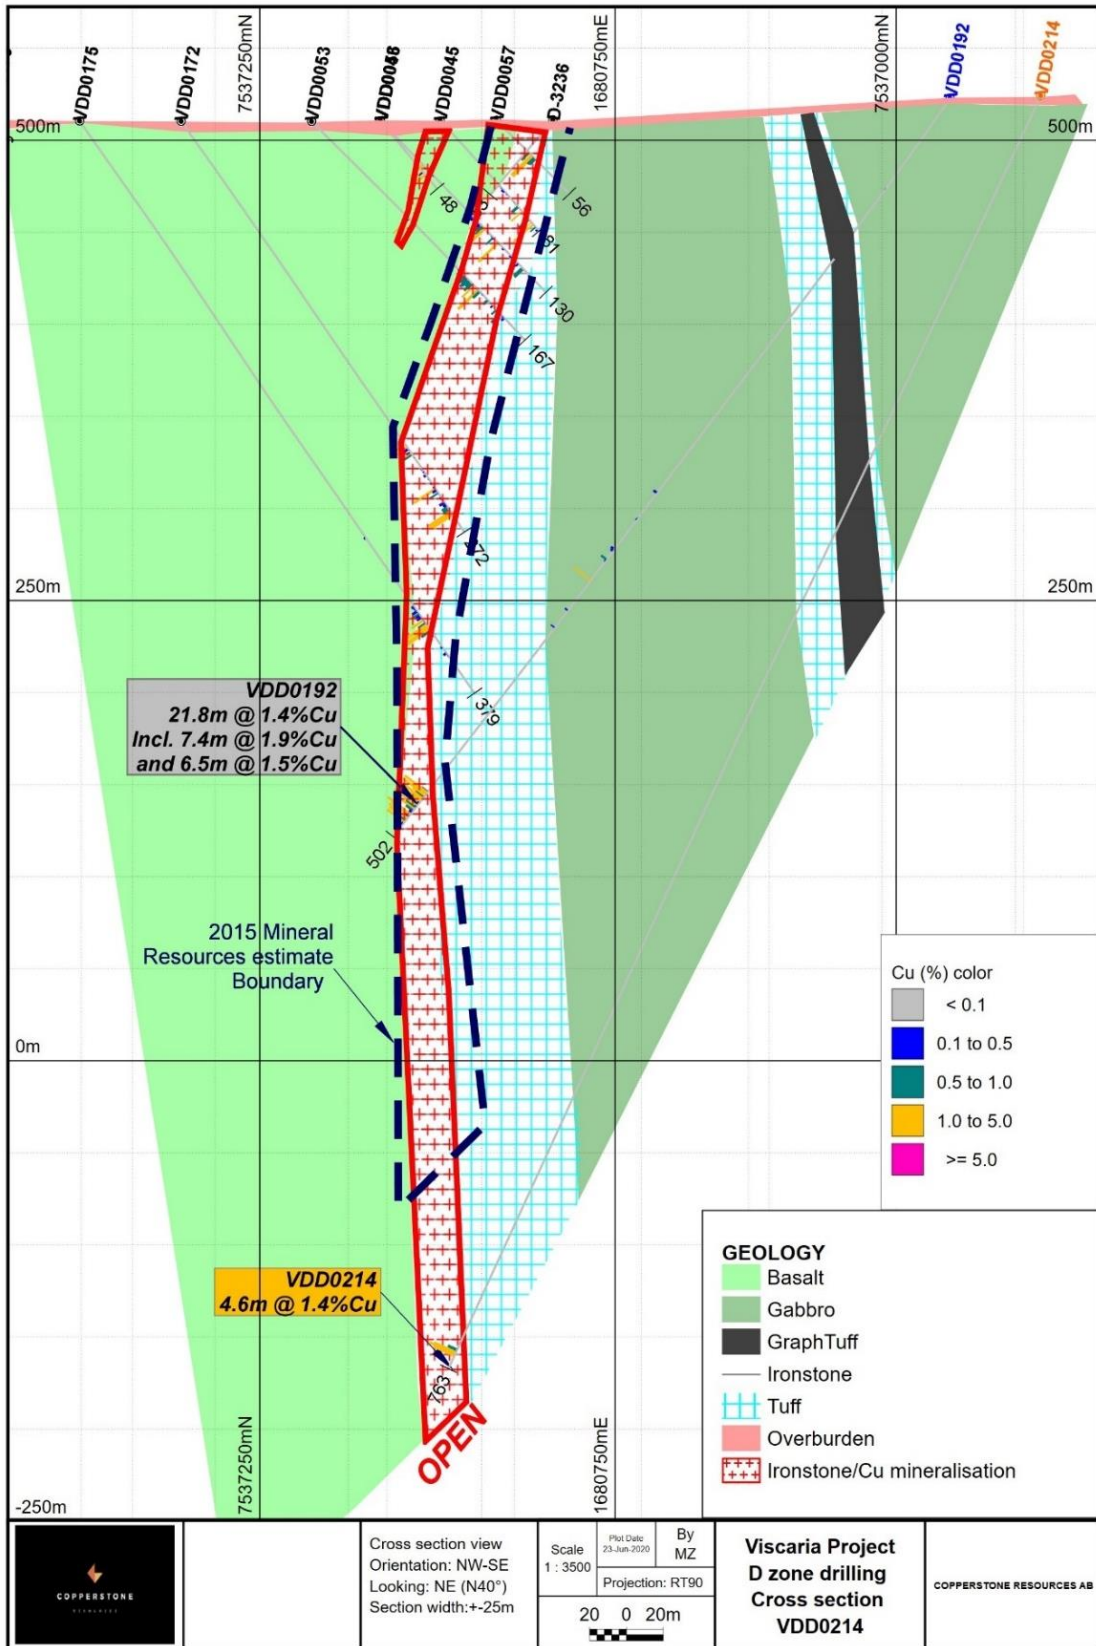 VDD0175
VDD0172
7537250mN
VDD0053
VDD0045
VDD0057
D-3236
1680750mE
7537000mN
VDD0192
VDD0214
500m
500m
48
56
81
130
167
272
250m
250m
379
VDD0192
21.8m @ 1.4%Cu
Incl. 7.4m @ 1.9%Cu
and 6.5m @ 1.5%Cu
502
2015 Mineral
Resources estimate
Boundary
0m
Cu (%) color
< 0.1
0.1 to 0.5
0.5 to 1.0
1.0 to 5.0
>= 5.0
VDD0214
4.6m @ 1.4%Cu
763
OPEN
7537250mN
1680750mE
-250m
GEOLOGY
Basalt
Gabbro
GraphTuff
Ironstone
Tuff
Overburden
Ironstone/Cu mineralisation
COPPERSTONE
RESOURCES
Cross section view
Orientation: NW-SE
Looking: NE (N40°)
Section width:+-25m
Scale
1 : 3500
Plot Date
23-Jun-2020
By
MZ
Projection: RT90
20 0 20m
Viscaria Project
D zone drilling
Cross section
VDD0214
COPPERSTONE RESOURCES AB